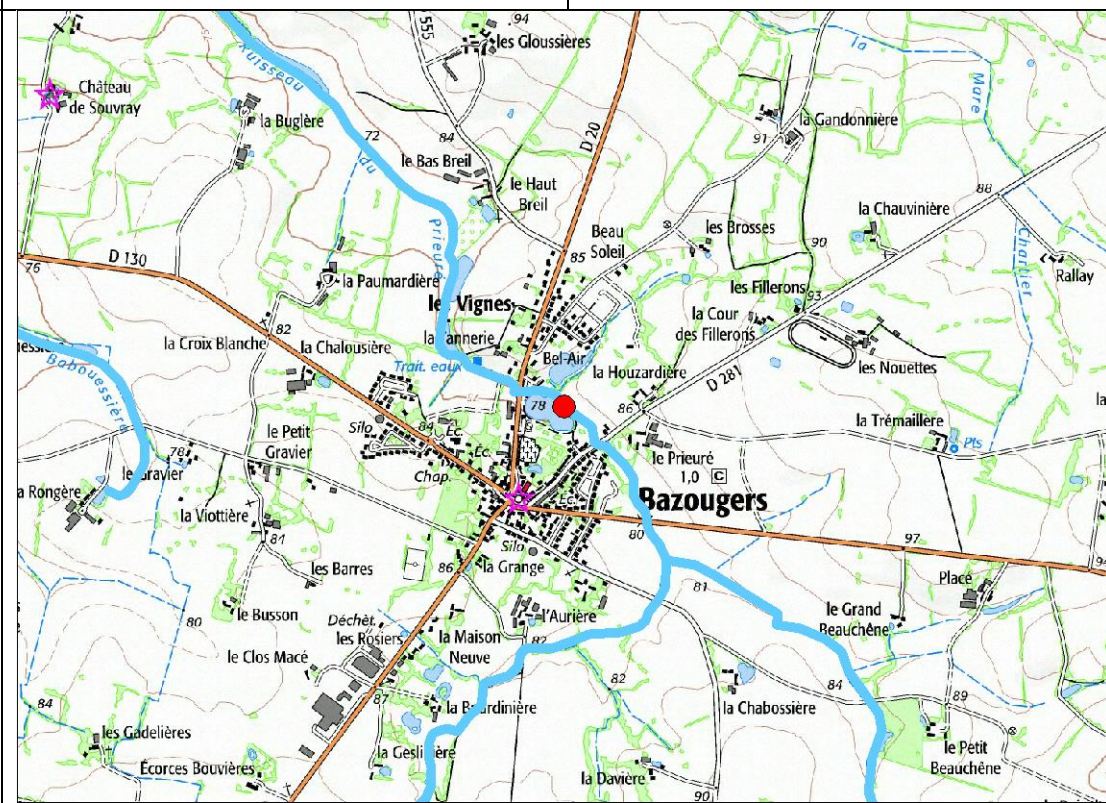 94
les Gloussières
555
Ruisseau
la
Mare
Château
de Souvray
la Buglère
72
84
D 20
91
la Gandonnière
du
le Bas Breil
le Haut
Breil
88
la Chauvinière
Prieuré
Beau
Soleil
les Brosses
90
Chartier
85
76
D 130
la Paumardière
Rallay
les Vignes
les Fillerons
93
82
la Tannerie
la Cour
des Fillerons
la Croix Blanche
la Chalousière
Bel-Air
Babouessière
Trait. eaux
la Houzardière
D 281
les Nouettes
78
86
84
Silo
Éc.
la Trémaillère
le Petit
Gravier
Éc.
Pts
78
le Gravier
Chap.
le Prieuré
1,0 C
la Rongère
Éc.
Bazougers
la Viottière
80
81
Silo
97
la Grange
86
94
les Barres
81
Placé
le Busson
80
Déchèt.
l'Aurière
le Grand
Beauchêne
les Rosiers
la Maison
Neuve
82
le Clos Macé
82
84
89
87
84
la Bourdinière
la Chabossière
les Gadelières
la Geslinière
le Petit
Beauchêne
Écorces Bouvières
la Davière
90